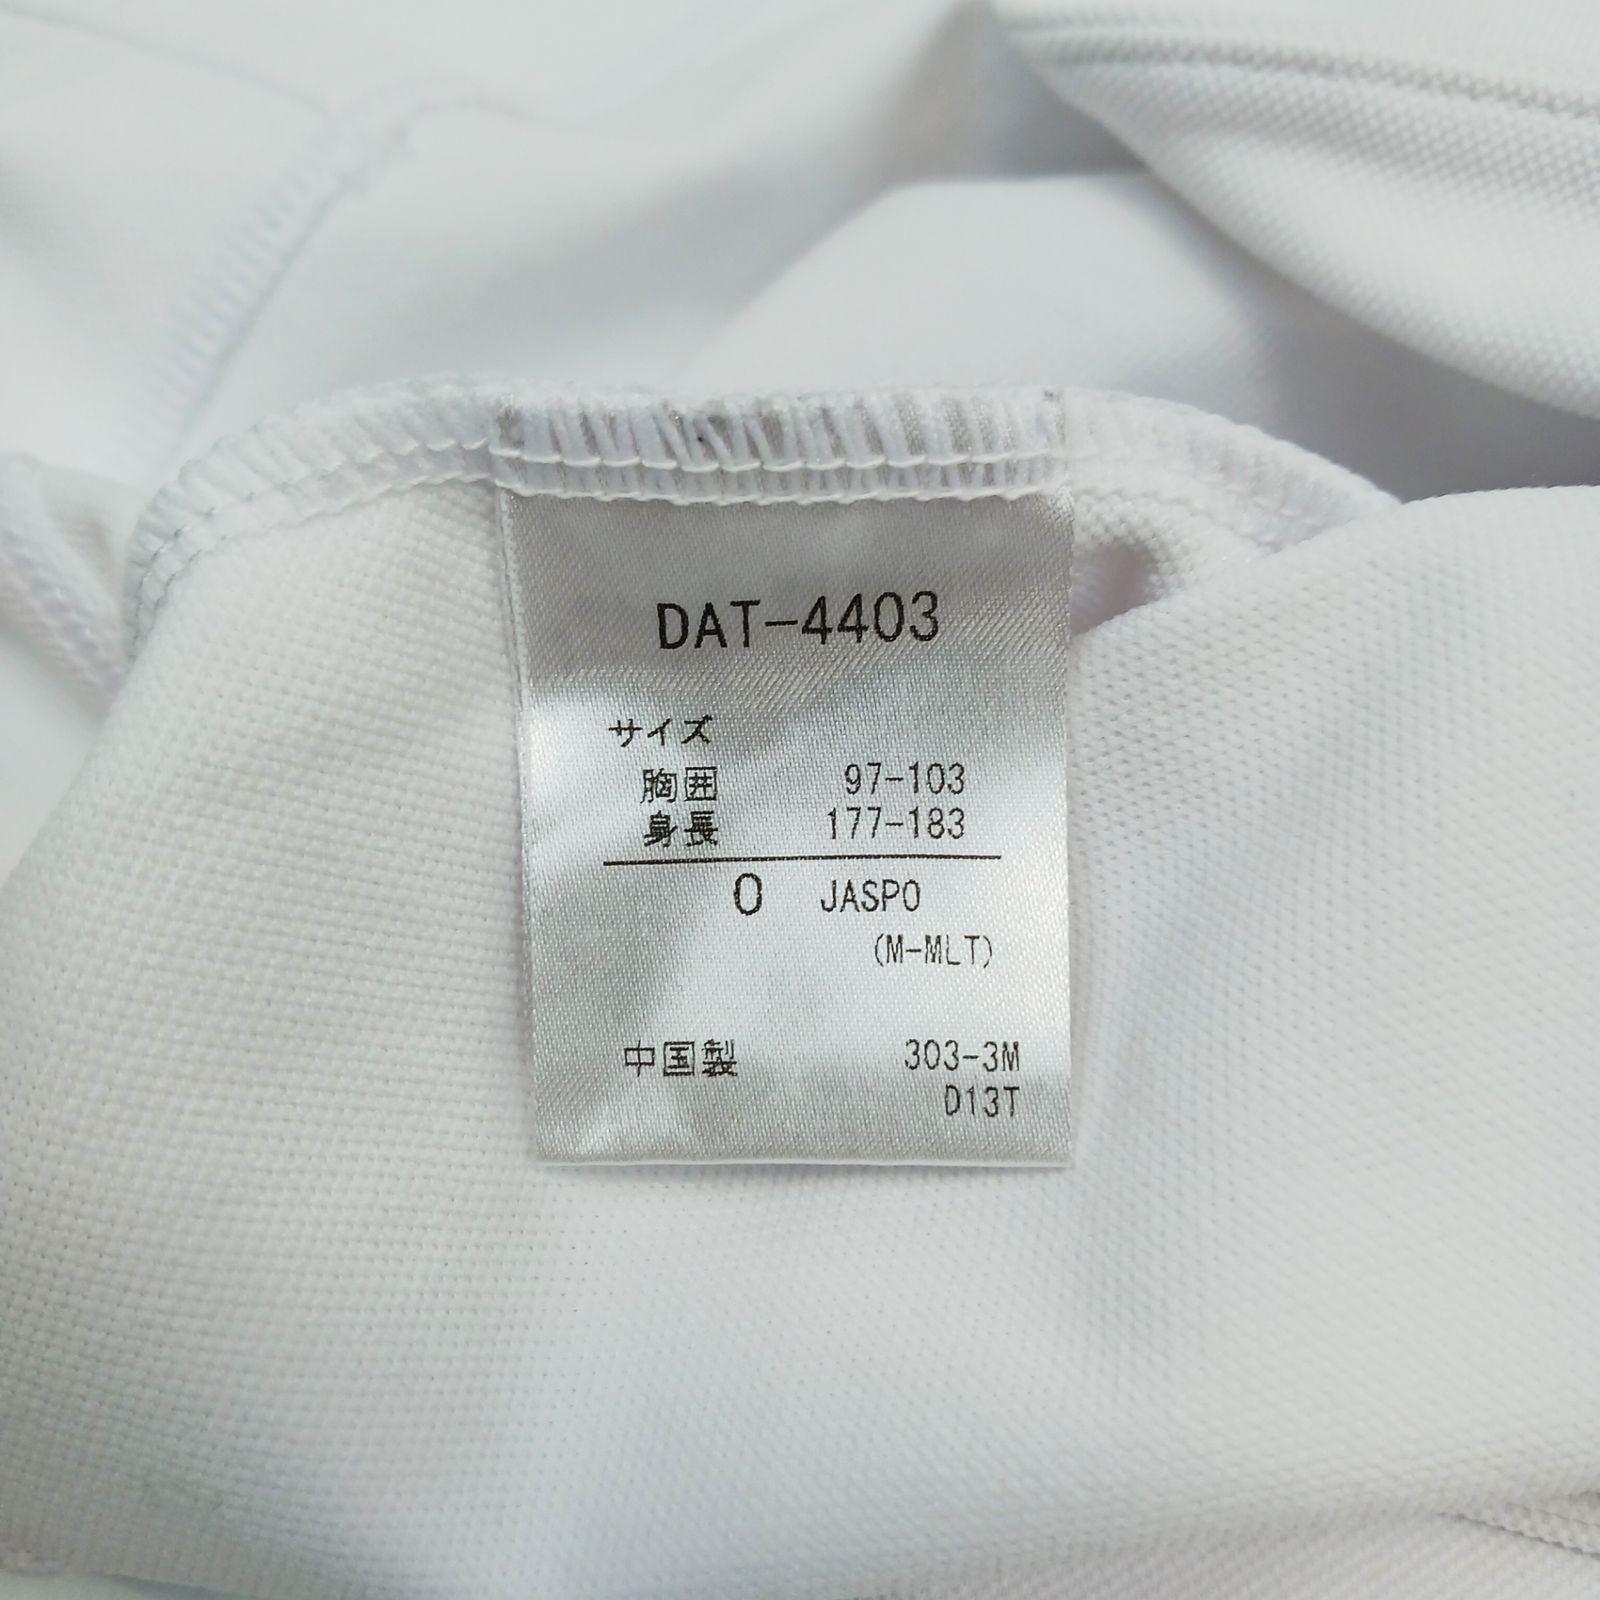 DAT-4403
サイズ
胸囲 97-103
身長 177-183
O JASPO
(M-MLT)
中国製 303-3M
D13T